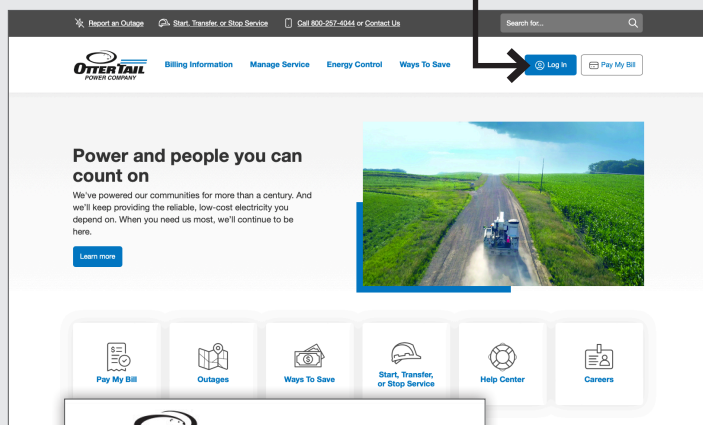 Report an Outage
Start, Transfer, or Stop Service
Call 800-257-4044 or Contact Us
Search for...
OTTER TAIL
POWER COMPANY
Billing Information
Manage Service
Energy Control
Ways To Save
Log In
Pay My Bill
Power and people you can
count on
We've powered our communities for more than a century. And
we'll keep providing the reliable, low-cost electricity you
depend on. When you need us most, we'll continue to be
here.
Learn more
Pay My Bill
Outages
Ways To Save
Start, Transfer,
or Stop Service
Help Center
Careers